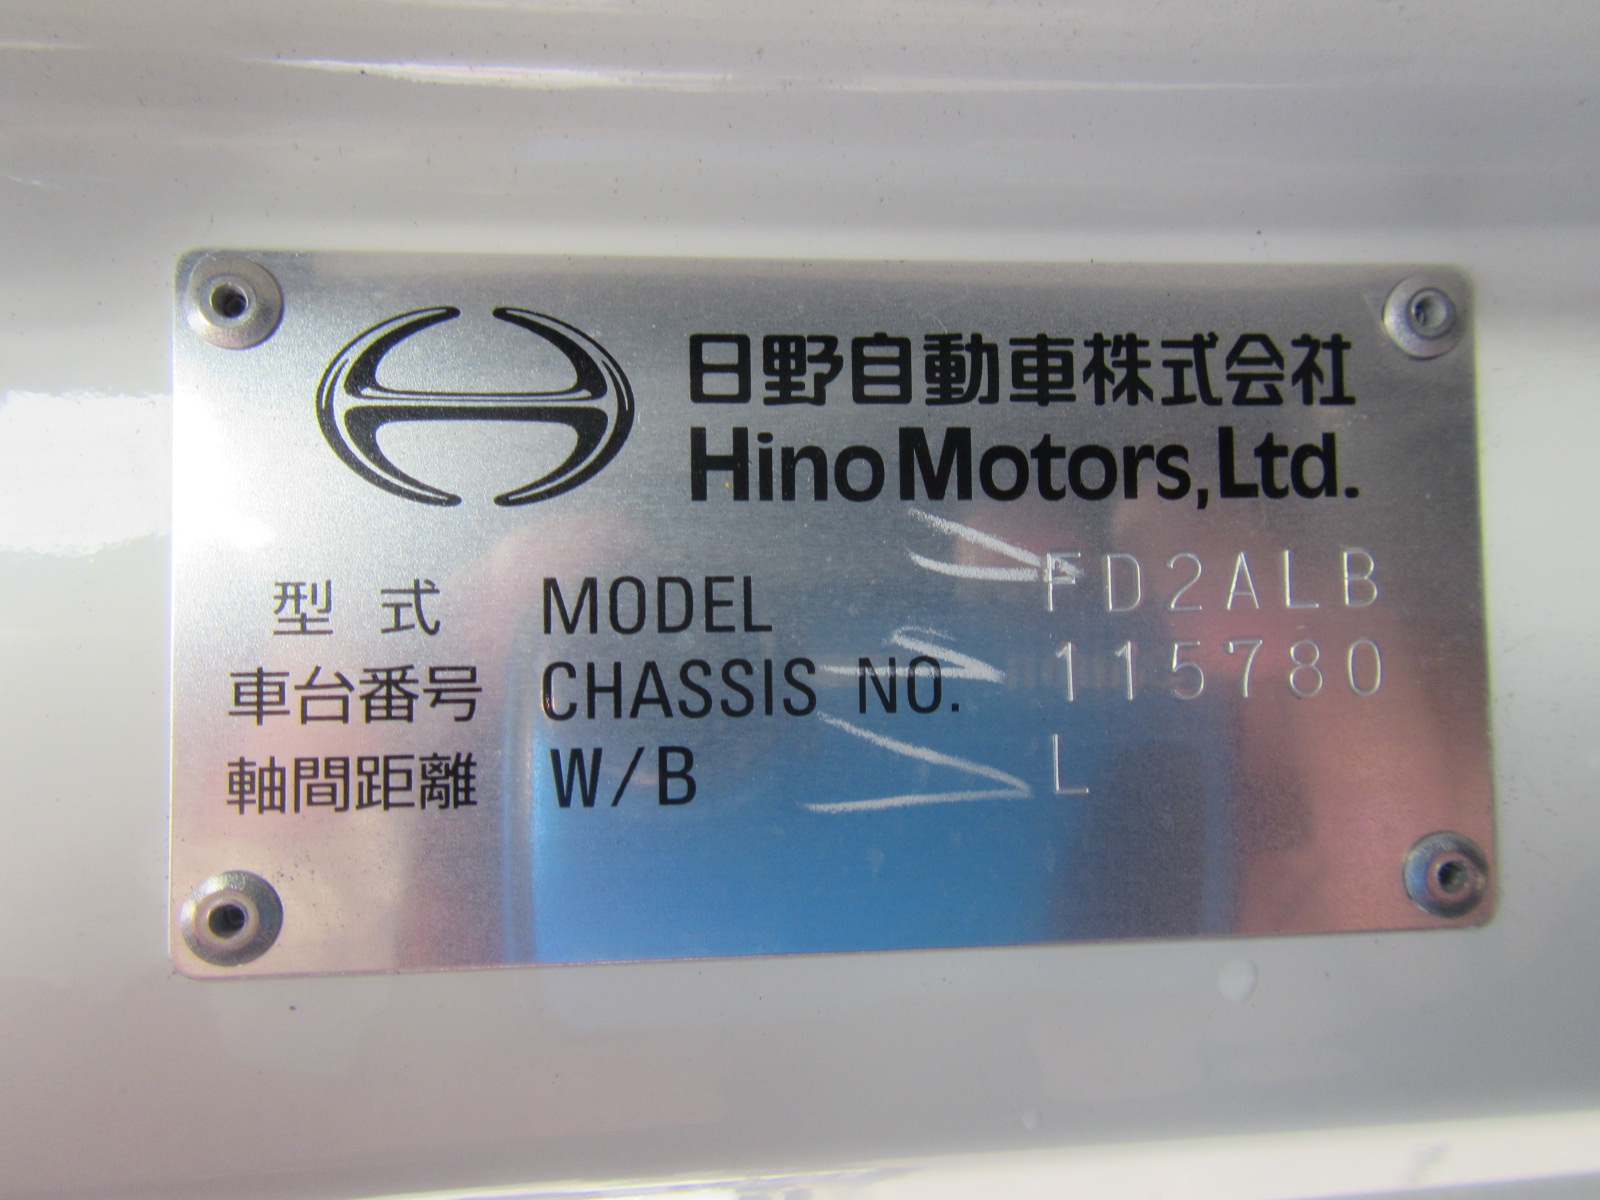 日野自動車株式会社
Hino Motors, Ltd.
型式 MODEL FD2ALB
車台番号 CHASSIS NO. 115780
軸間距離 W/B L